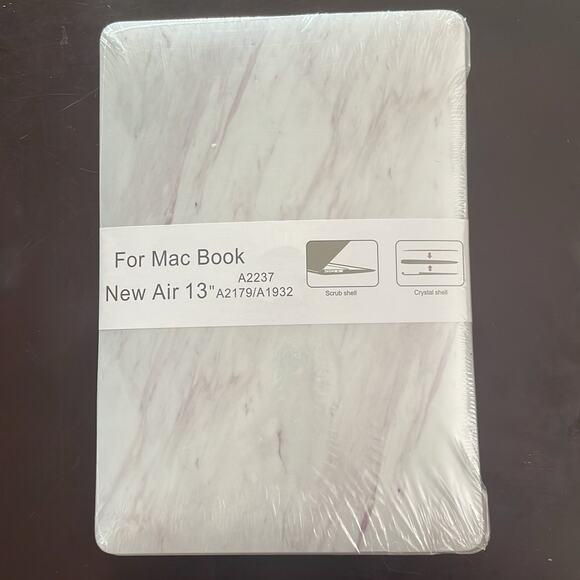 For Mac Book
New Air 13"
A2237
A2179/A1932
Scrub shell
Crystal shell